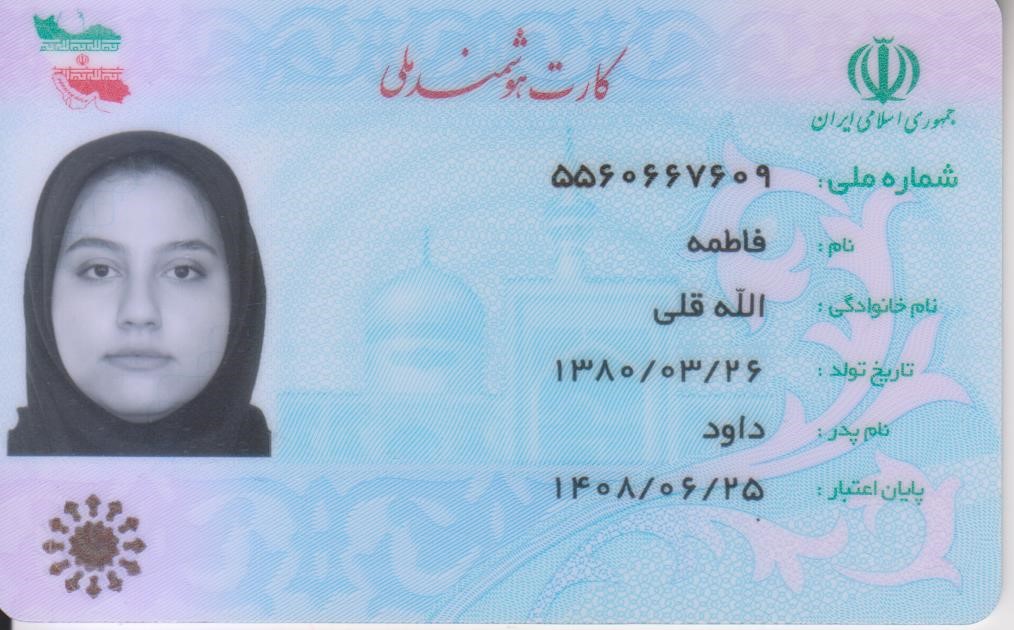 کارت هوشمند ملی
جمهوری اسلامی ایران
شماره ملی: ۵۵۶۰۶۶۷۶۰۹
نام: فاطمه
نام خانوادگی: اللّه قلی
تاریخ تولد: ۱۳۸۰/۰۳/۲۶
نام پدر: داود
پایان اعتبار: ۱۴۰۸/۰۶/۲۵